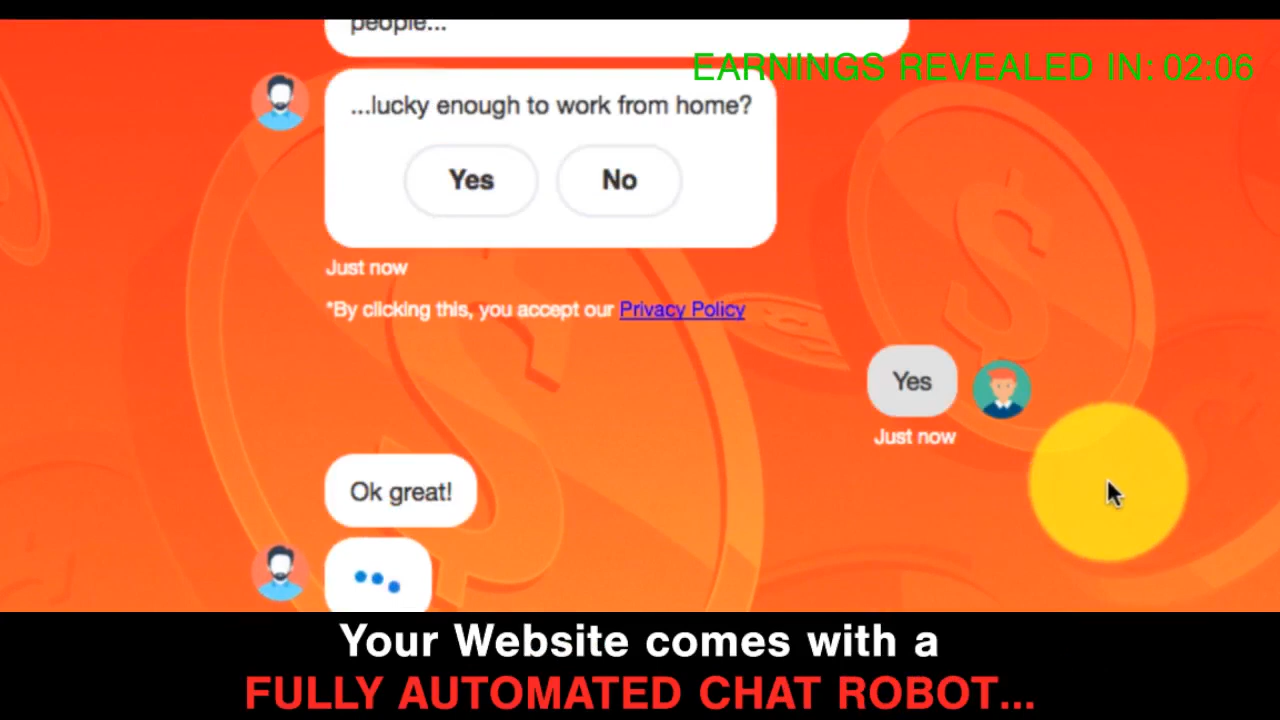 people...
EARNINGS REVEALED IN: 02:06
...lucky enough to work from home?
Yes No
Just now
*By clicking this, you accept our Privacy Policy
Yes
Just now
Ok great!
Your Website comes with a
FULLY AUTOMATED CHAT ROBOT...